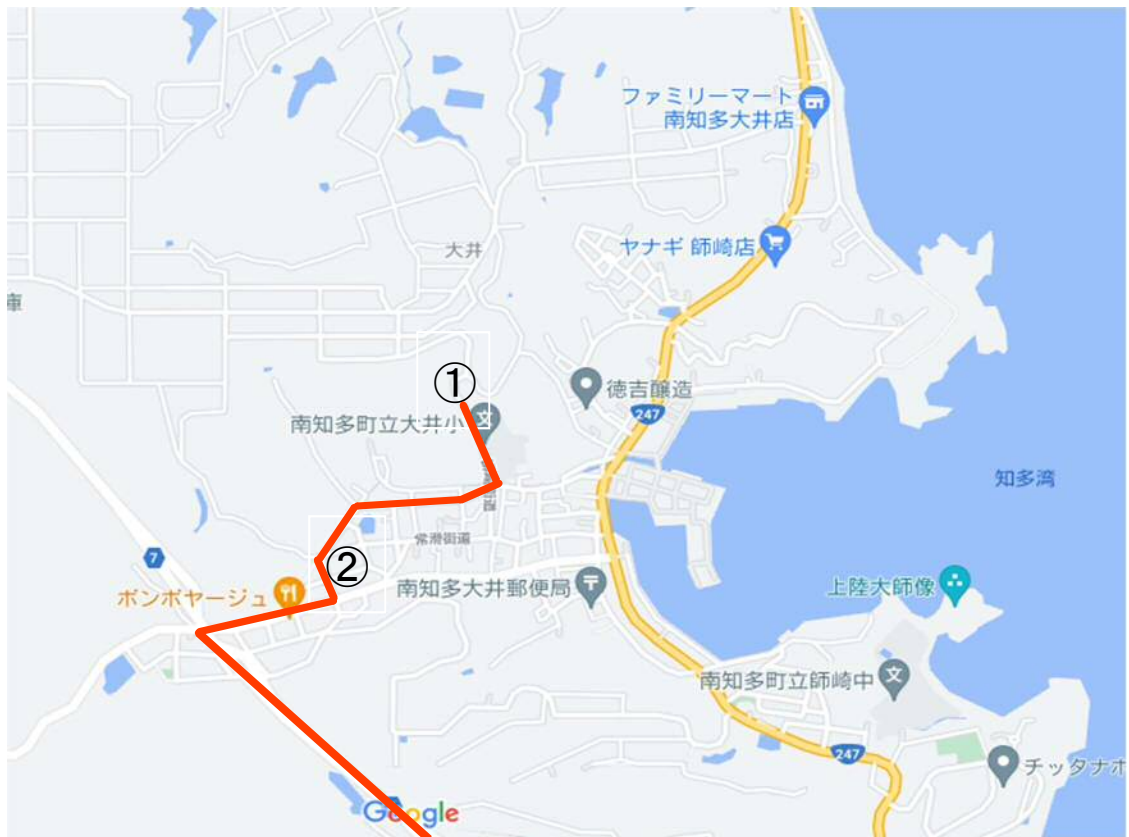 ファミリーマート
南知多大井店
大井
ヤナギ 師崎店
庫
①
徳吉醸造
南知多町立大井小
247
知多湾
常滑街道
②
7
南知多大井郵便局
ボンボヤージュ
上陸大師像
南知多町立師崎中
247
チッタナポ
Google